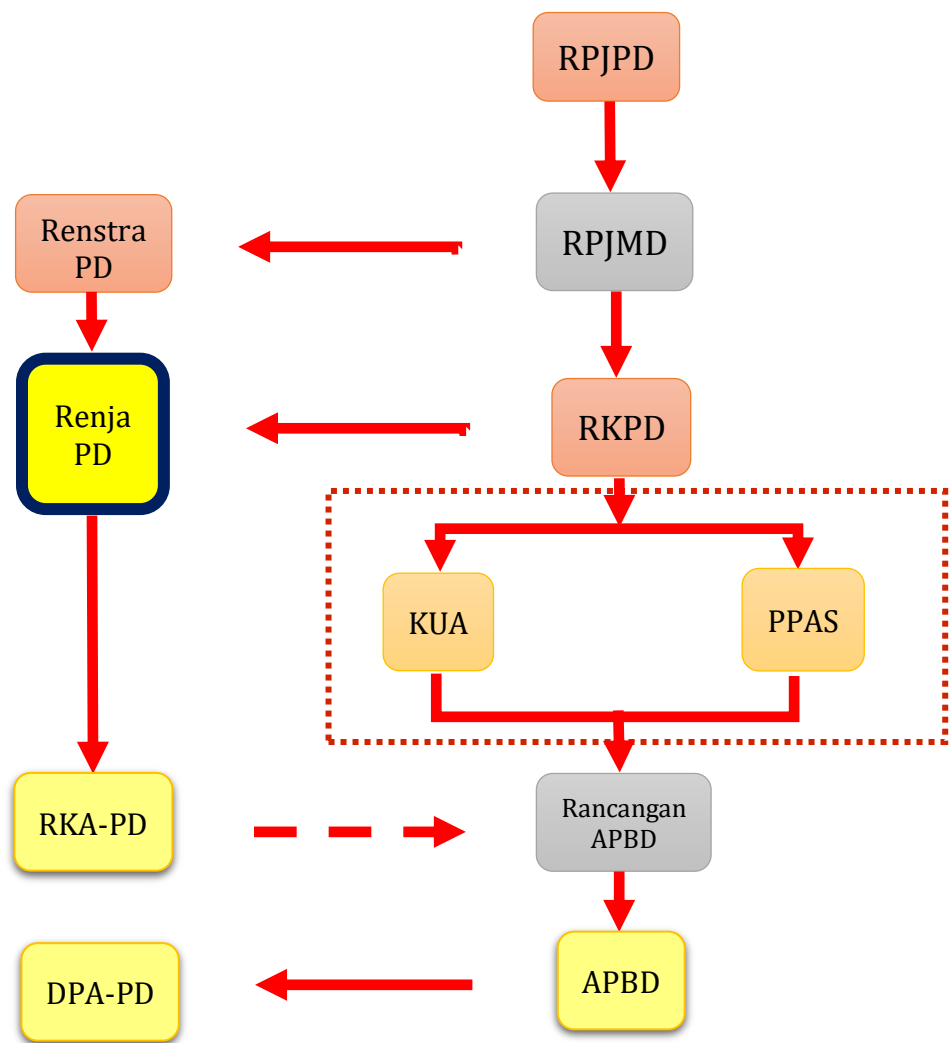 RPJPD
Renstra
PD
RPJMD
Renja
PD
RKPD
KUA
PPAS
RKA-PD
Rancangan
APBD
DPA-PD
APBD